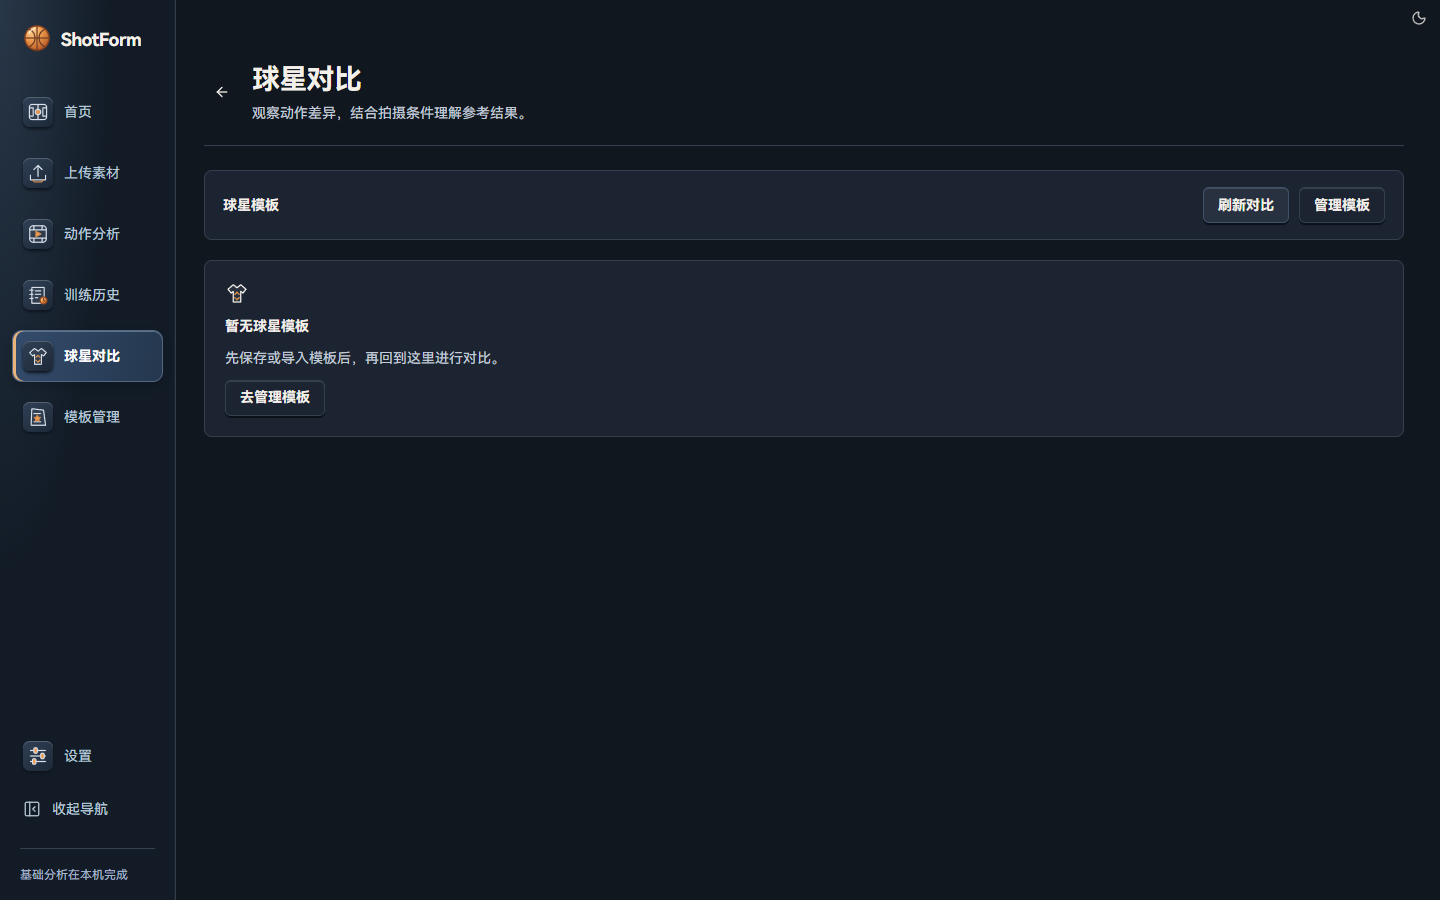 ShotForm
首页
上传素材
动作分析
训练历史
球星对比
模板管理
设置
收起导航
基础分析在本机完成
球星对比
观察动作差异，结合拍摄条件理解参考结果。
球星模板
刷新对比
管理模板
暂无球星模板
先保存或导入模板后，再回到这里进行对比。
去管理模板